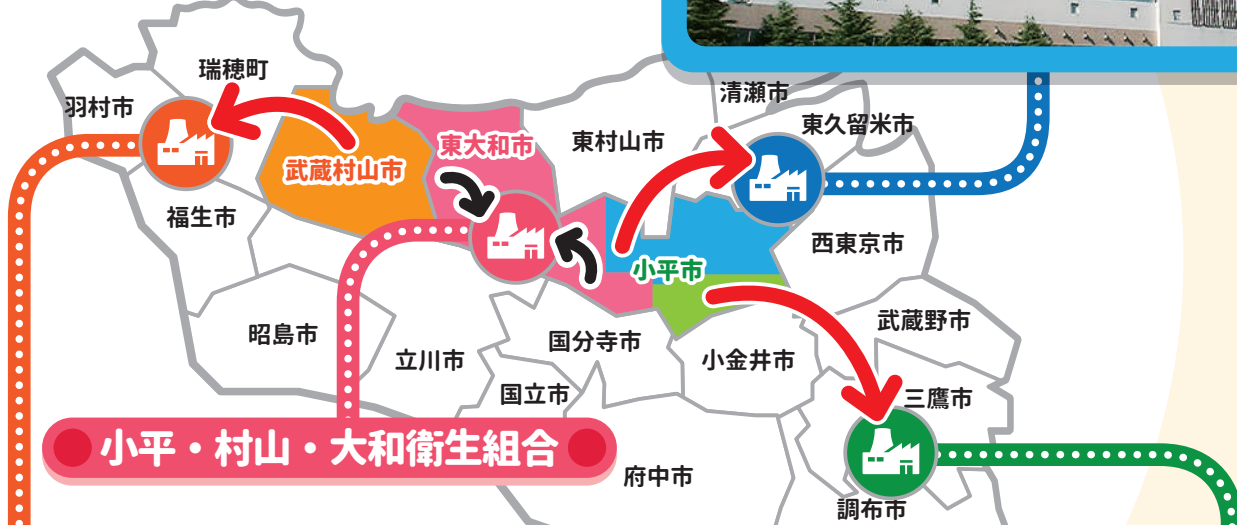 清瀬市
瑞穂町
羽村市
東久留米市
東村山市
東大和市
武蔵村山市
福生市
西東京市
小平市
武蔵野市
昭島市
国分寺市
立川市
小金井市
国立市
三鷹市
小平・村山・大和衛生組合
府中市
調布市